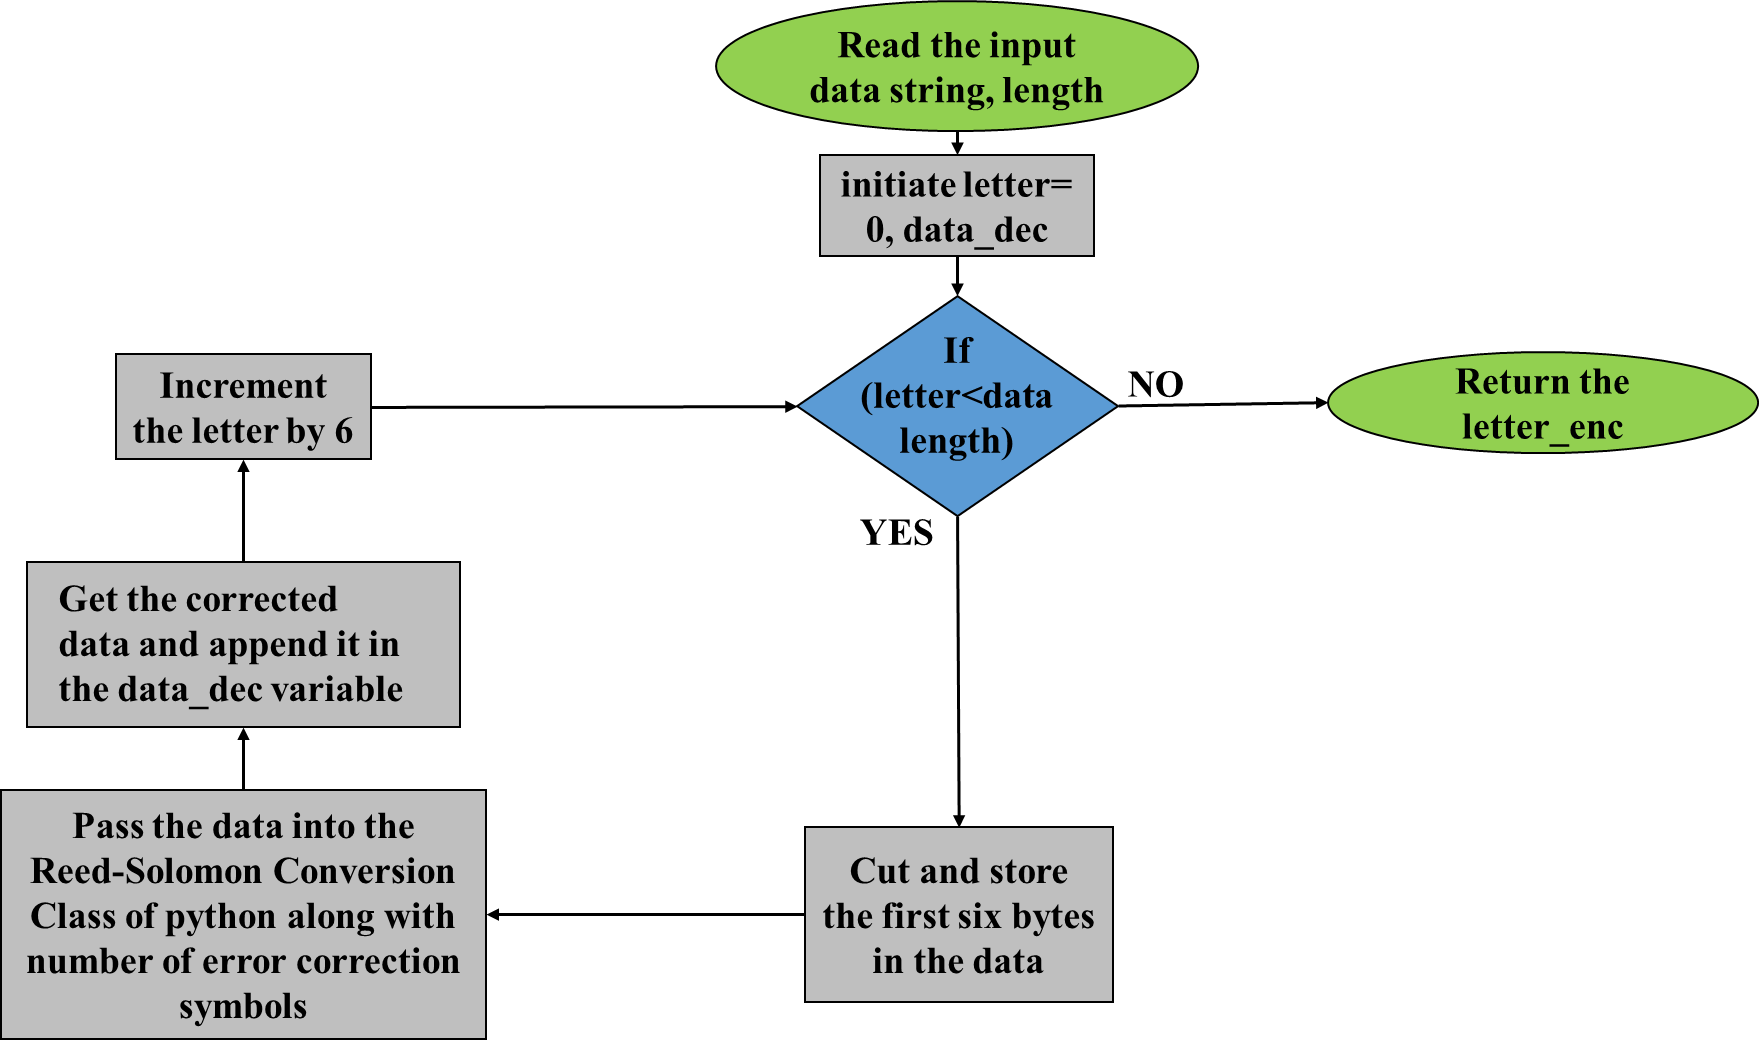 Read the input
data string, length
initiate letter=
0, data_dec
If
(letter<data
length)
NO
Return the
letter_enc
YES
Cut and store
the first six bytes
in the data
Pass the data into the
Reed-Solomon Conversion
Class of python along with
number of error correction
symbols
Get the corrected
data and append it in
the data_dec variable
Increment
the letter by 6